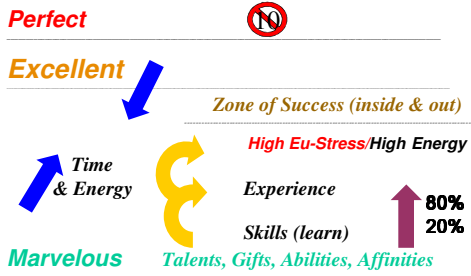 Perfect 10
Excellent
Zone of Success (inside & out)
High Eu-Stress/High Energy
Time
& Energy
Experience
80%
20%
Skills (learn)
Marvelous Talents, Gifts, Abilities, Affinities